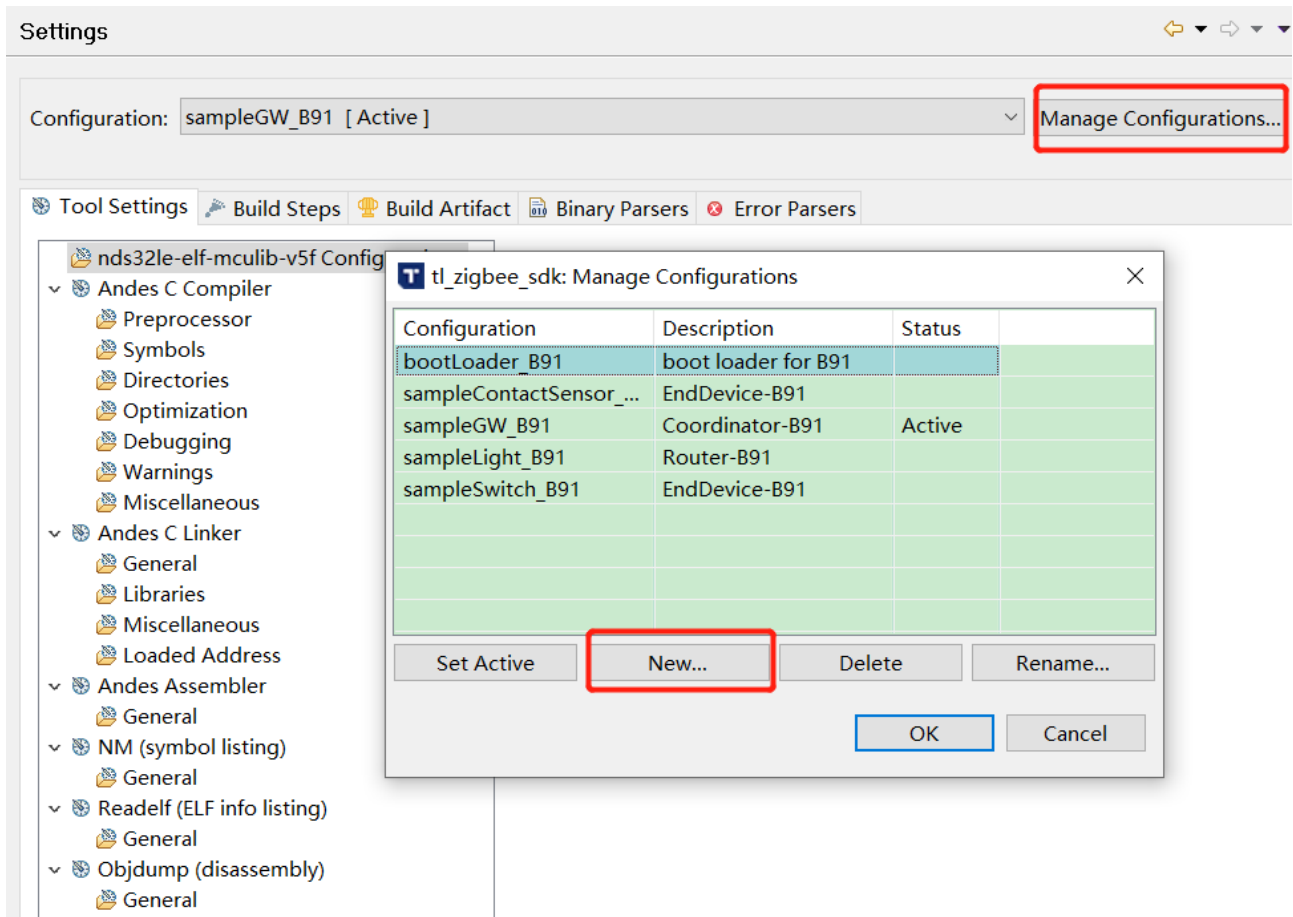 Settings
Configuration: sampleGW_B91 [ Active ] Manage Configurations...
Tool Settings Build Steps Build Artifact Binary Parsers Error Parsers
nds32le-elf-mculib-v5f Config
Andes C Compiler
Preprocessor
Symbols
Directories
Optimization
Debugging
Warnings
Miscellaneous
Andes C Linker
General
Libraries
Miscellaneous
Loaded Address
Andes Assembler
General
NM (symbol listing)
General
Readelf (ELF info listing)
General
Objdump (disassembly)
General
tl_zigbee_sdk: Manage Configurations
Configuration Description Status
bootLoader_B91 boot loader for B91
sampleContactSensor_... EndDevice-B91
sampleGW_B91 Coordinator-B91 Active
sampleLight_B91 Router-B91
sampleSwitch_B91 EndDevice-B91
Set Active New... Delete Rename...
OK Cancel